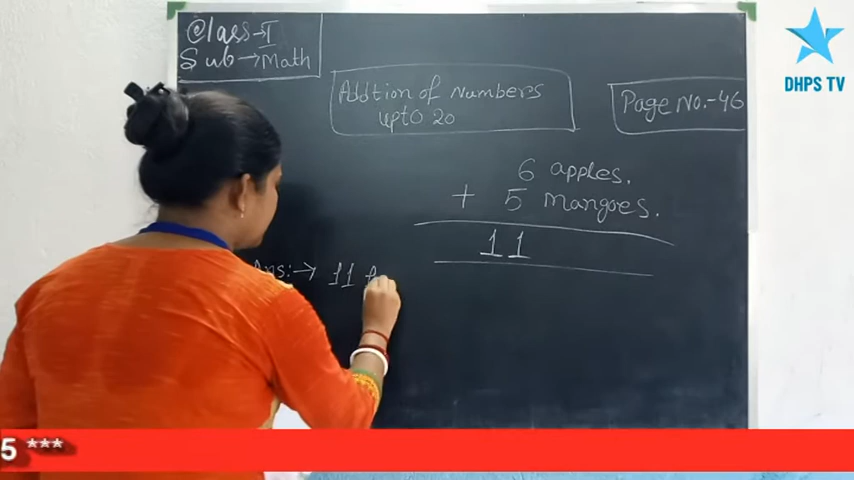 Class→I
Sub→Math
Addtion of Numbers
upto 20
Page No.-46
6 apples.
+ 5 mangoes.
11
Ans:→ 11 f
DHPS TV
5 ***